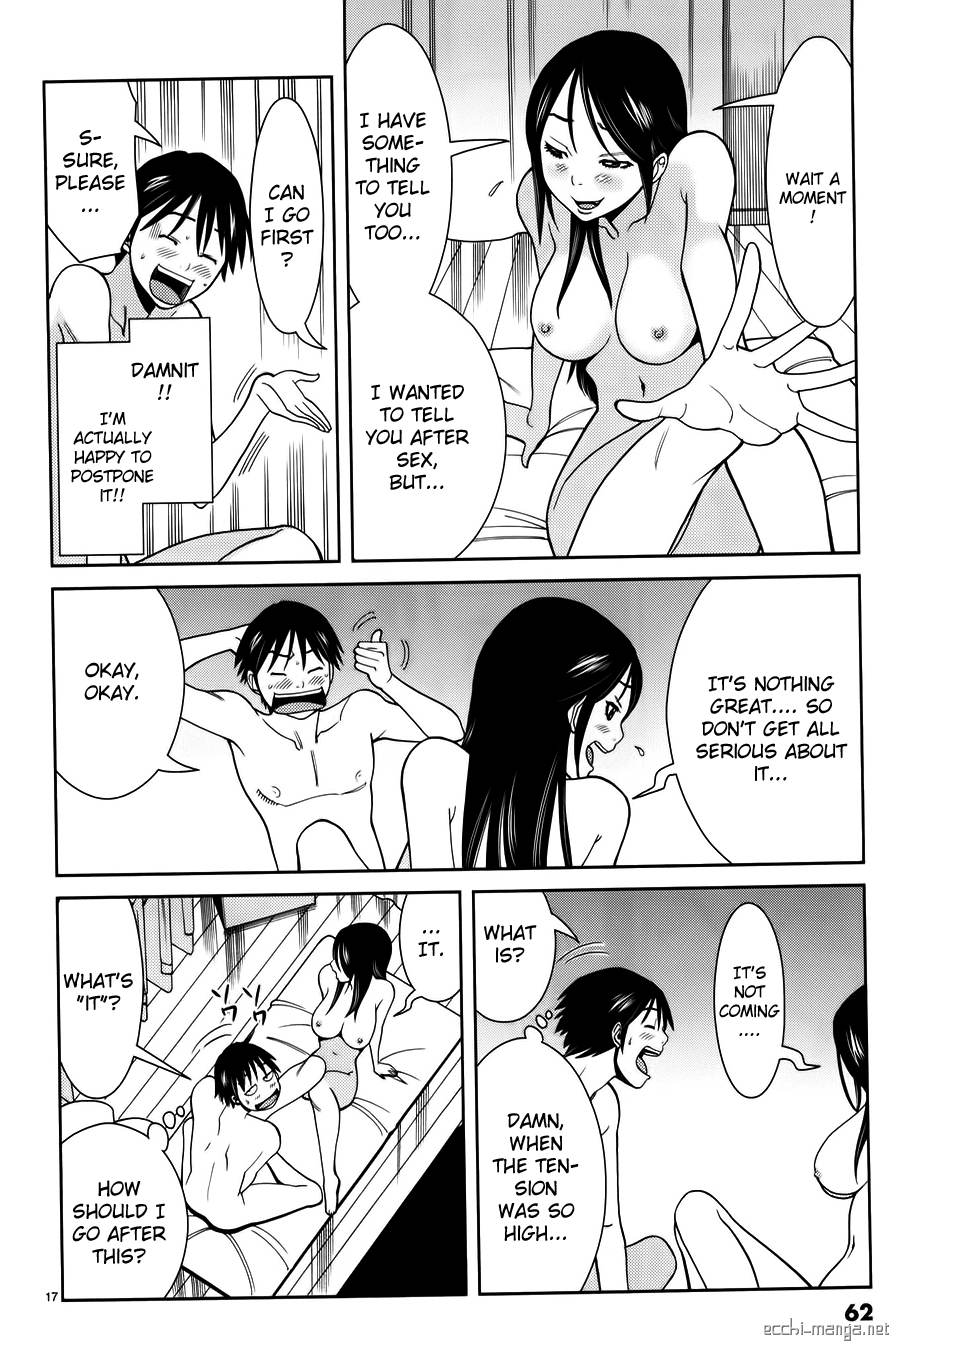 WAIT A
MOMENT
!
I HAVE
SOME-
THING
TO TELL
YOU
TOO...
I WANTED
TO TELL
YOU AFTER
SEX,
BUT...
CAN
I GO
FIRST
?
S-
SURE,
PLEASE
...
DAMNIT
!!
I'M
ACTUALLY
HAPPY TO
POSTPONE
IT!!
IT'S NOTHING
GREAT.... SO
DON'T GET ALL
SERIOUS ABOUT
IT...
OKAY,
OKAY.
IT'S
NOT
COMING
....
WHAT
IS?
DAMN,
WHEN
THE TEN-
SION
WAS SO
HIGH...
...
IT.
WHAT'S
"IT"?
HOW
SHOULD I
GO AFTER
THIS?
17
62
ecchi-manga.net